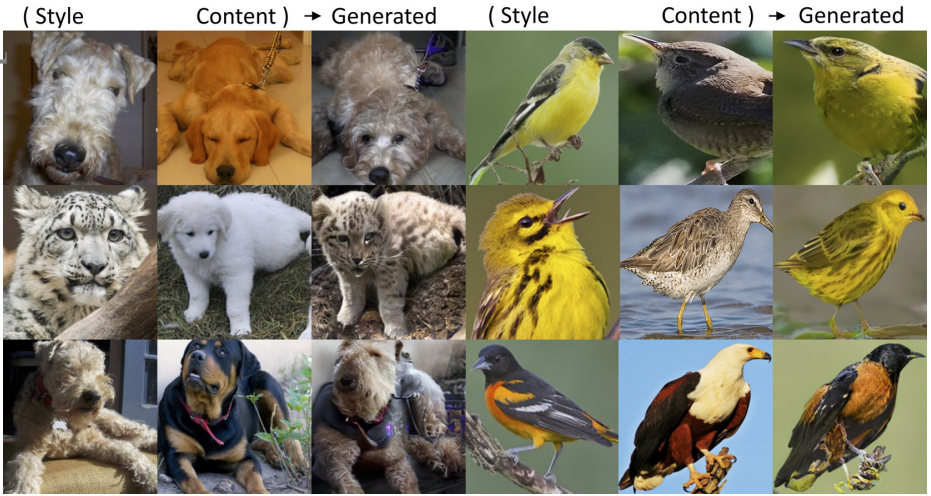 ( Style Content ) → Generated ( Style Content ) → Generated